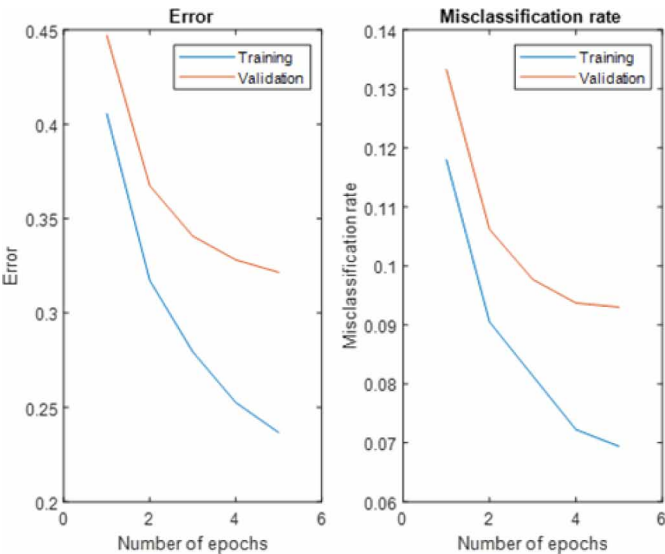 Error
0.45
0.4
0.35
0.3
0.25
0.2
Error
0
2
4
6
Number of epochs
Training
Validation
Misclassification rate
0.14
0.13
0.12
0.11
0.1
0.09
0.08
0.07
0.06
Misclassification rate
0
2
4
6
Number of epochs
Training
Validation